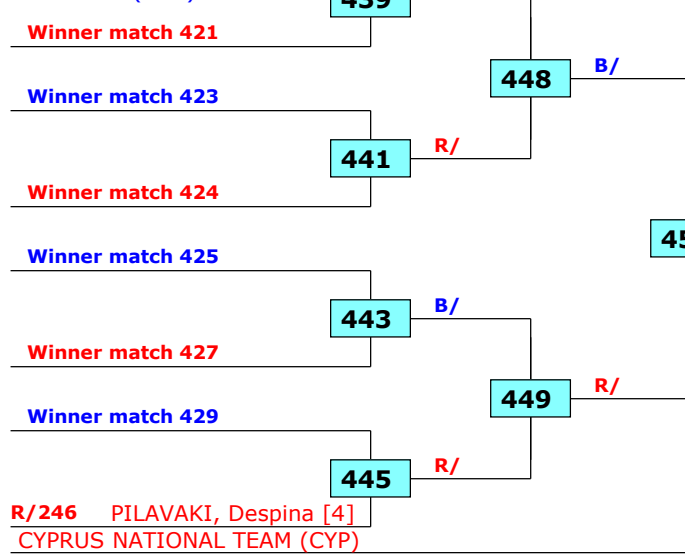 439
Winner match 421
448
B/
Winner match 423
441
R/
Winner match 424
Winner match 425
443
B/
Winner match 427
449
R/
Winner match 429
445
R/
R/246 PILAVAKI, Despina [4]
CYPRUS NATIONAL TEAM (CYP)